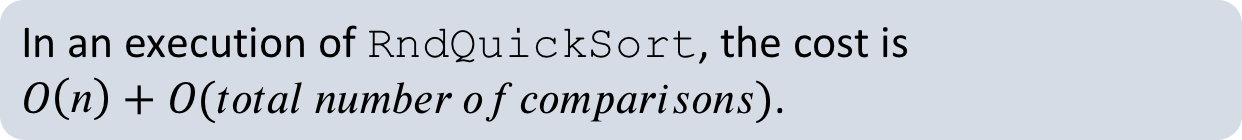 In an execution of RndQuickSort, the cost is
O(n) + O(total number of comparisons).